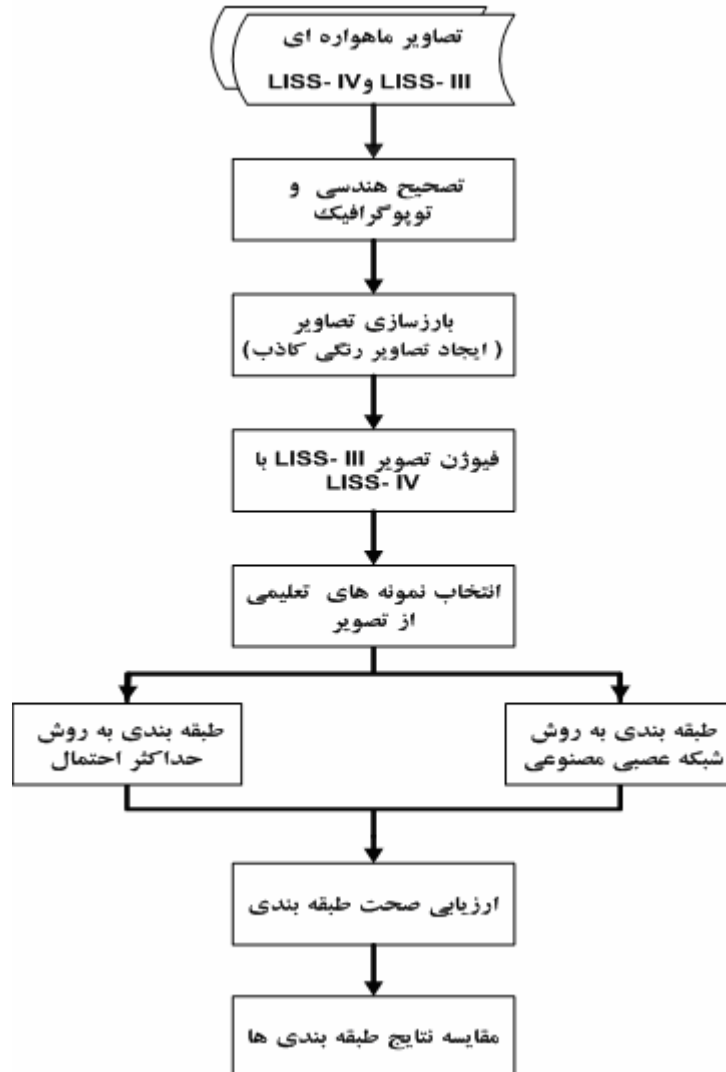 تصاویر ماهواره ای
LISS- III و LISS- IV
تصحیح هندسی و
توپوگرافیک
بارزسازی تصاویر
( ایجاد تصاویر رنگی کاذب)
فیوژن تصویر LISS- III با
LISS- IV
انتخاب نمونه های تعلیمی
از تصویر
طبقه بندی به روش
شبکه عصبی مصنوعی
طبقه بندی به روش
حداکثر احتمال
ارزیابی صحت طبقه بندی
مقایسه نتایج طبقه بندی ها